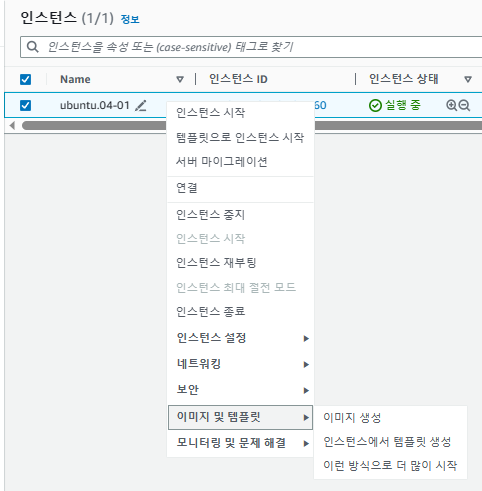 인스턴스 (1/1) 정보
인스턴스을 속성 또는 (case-sensitive) 태그로 찾기
Name 인스턴스 ID 인스턴스 상태
ubuntu.04-01 60 실행 중
인스턴스 시작
템플릿으로 인스턴스 시작
서버 마이그레이션
연결
인스턴스 중지
인스턴스 시작
인스턴스 재부팅
인스턴스 최대 절전 모드
인스턴스 종료
인스턴스 설정
네트워킹
보안
이미지 및 템플릿
모니터링 및 문제 해결
이미지 생성
인스턴스에서 템플릿 생성
이런 방식으로 더 많이 시작